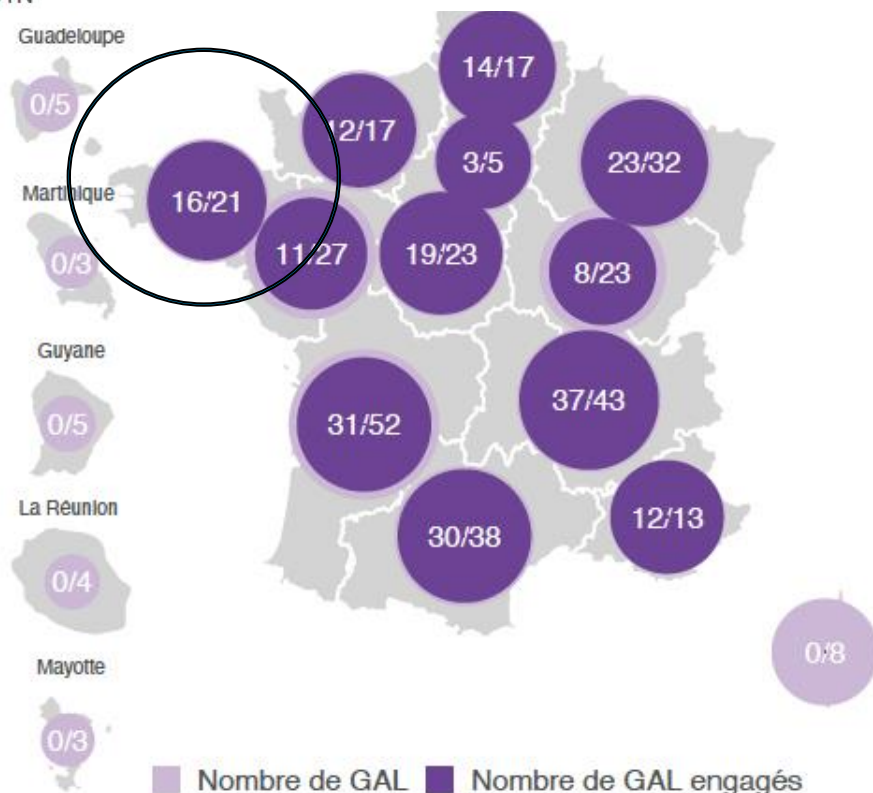 Guadeloupe
0/5
Martinique
0/3
Guyane
0/5
La Réunion
0/4
Mayotte
0/3
14/17
12/17
3/5
23/32
16/21
11/27
19/23
8/23
31/52
37/43
30/38
12/13
0/8
Nombre de GAL
Nombre de GAL engagés